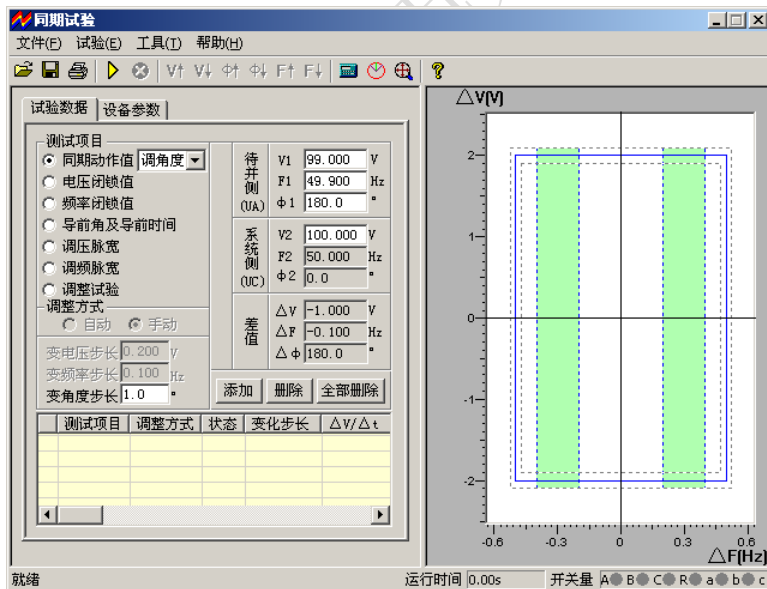 同期试验
文件(F) 试验(E) 工具(T) 帮助(H)
V↑ V↓ Φ↑ Φ↓ F↑ F↓
试验数据 设备参数
测试项目
同期动作值 调角度
电压闭锁值
频率闭锁值
导前角及导前时间
调压脉宽
调频脉宽
调整试验
调整方式
自动 手动
变电压步长 0.200 V
变频率步长 0.100 Hz
变角度步长 1.0 °
待并侧(UA)
V1 99.000 V
F1 49.900 Hz
Φ1 180.0 °
系统侧(UC)
V2 100.000 V
F2 50.000 Hz
Φ2 0.0 °
差值
△V -1.000 V
△F -0.100 Hz
△Φ 180.0 °
添加 删除 全部删除
测试项目 调整方式 状态 变化步长 △V/△t
△V(V)
2
1
0
-1
-2
-0.6 -0.3 0 0.3 0.6
△F(Hz)
就绪 运行时间 0.00s 开关量 A B C R a b c